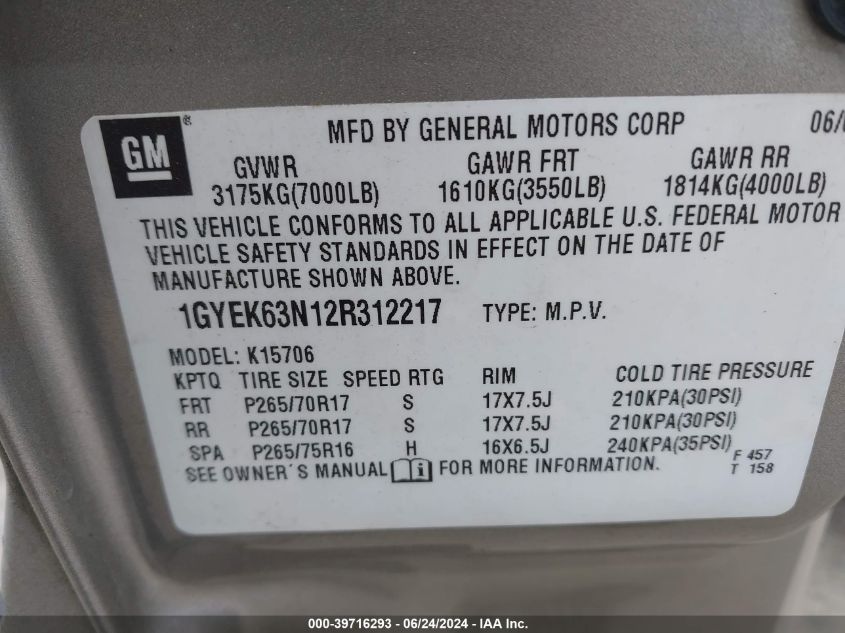 GM ®
MFD BY GENERAL MOTORS CORP 06/
GVWR GAWR FRT GAWR RR
3175KG(7000LB) 1610KG(3550LB) 1814KG(4000LB)
THIS VEHICLE CONFORMS TO ALL APPLICABLE U.S. FEDERAL MOTOR
VEHICLE SAFETY STANDARDS IN EFFECT ON THE DATE OF
MANUFACTURE SHOWN ABOVE.
1GYEK63N12R312217 TYPE: M.P.V.
MODEL: K15706
KPTQ TIRE SIZE SPEED RTG RIM COLD TIRE PRESSURE
FRT P265/70R17 S 17X7.5J 210KPA(30PSI)
RR P265/70R17 S 17X7.5J 210KPA(30PSI)
SPA P265/75R16 H 16X6.5J 240KPA(35PSI) F 457
SEE OWNER'S MANUAL i FOR MORE INFORMATION. T 158
000-39716293 - 06/24/2024 - IAA Inc.